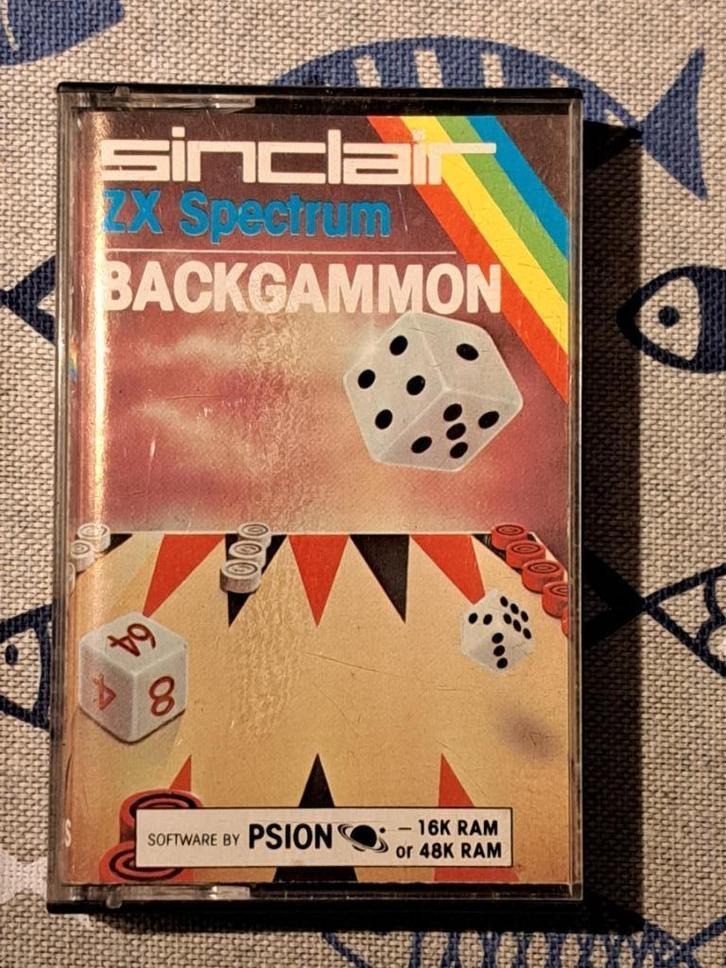 sinclair
ZX Spectrum
BACKGAMMON
64
4
8
SOFTWARE BY PSION – 16K RAM
or 48K RAM
S